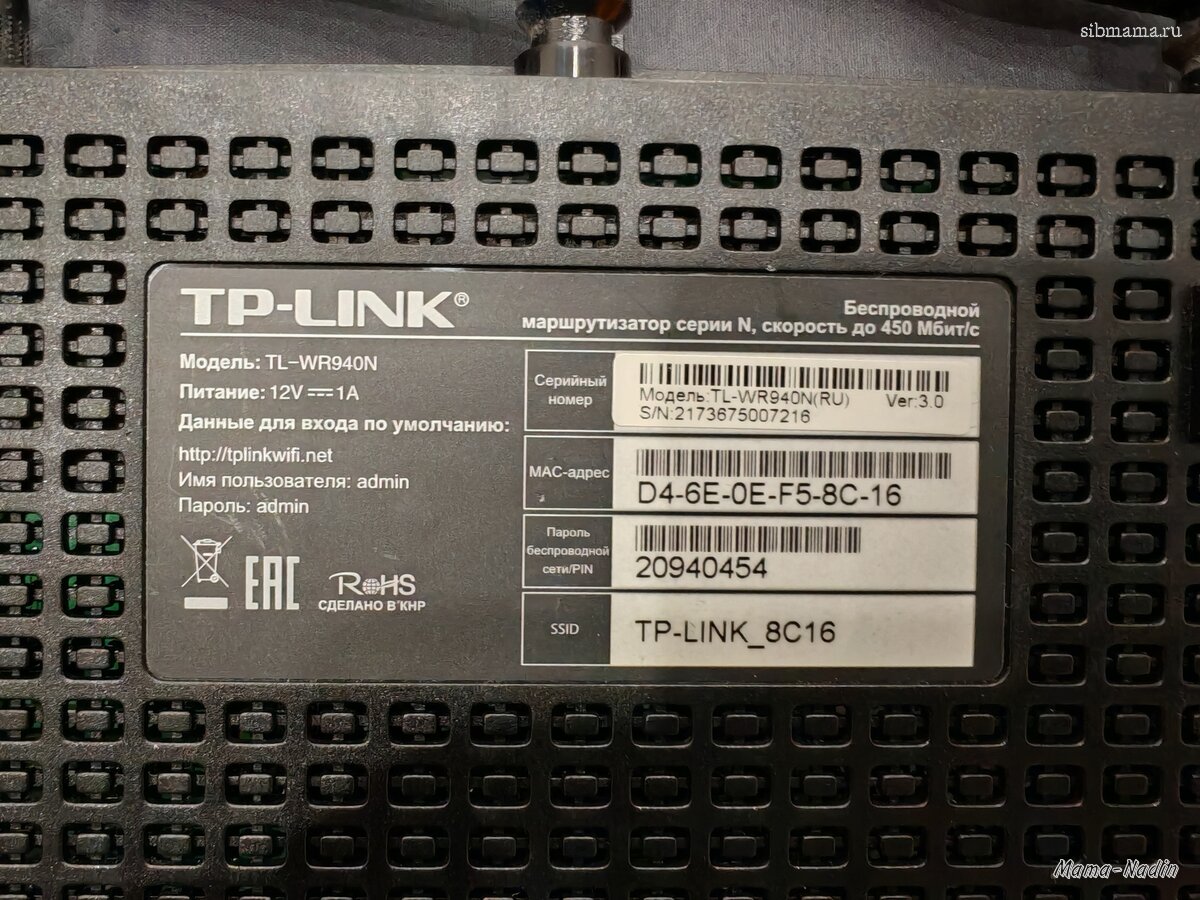 sibmama.ru
TP-LINK®
Беспроводной
маршрутизатор серии N, скорость до 450 Мбит/с
Модель: TL-WR940N
Питание: 12V⎓1A
Данные для входа по умолчанию:
http://tplinkwifi.net
Имя пользователя: admin
Пароль: admin
EAC
RoHS
СДЕЛАНО В КНР
Серийный
номер
Модель:TL-WR940N(RU) Ver:3.0
S/N:2173675007216
MAC-адрес
D4-6E-0E-F5-8C-16
Пароль
беспроводной
сети/PIN
20940454
SSID
TP-LINK_8C16
Mama-Nadin